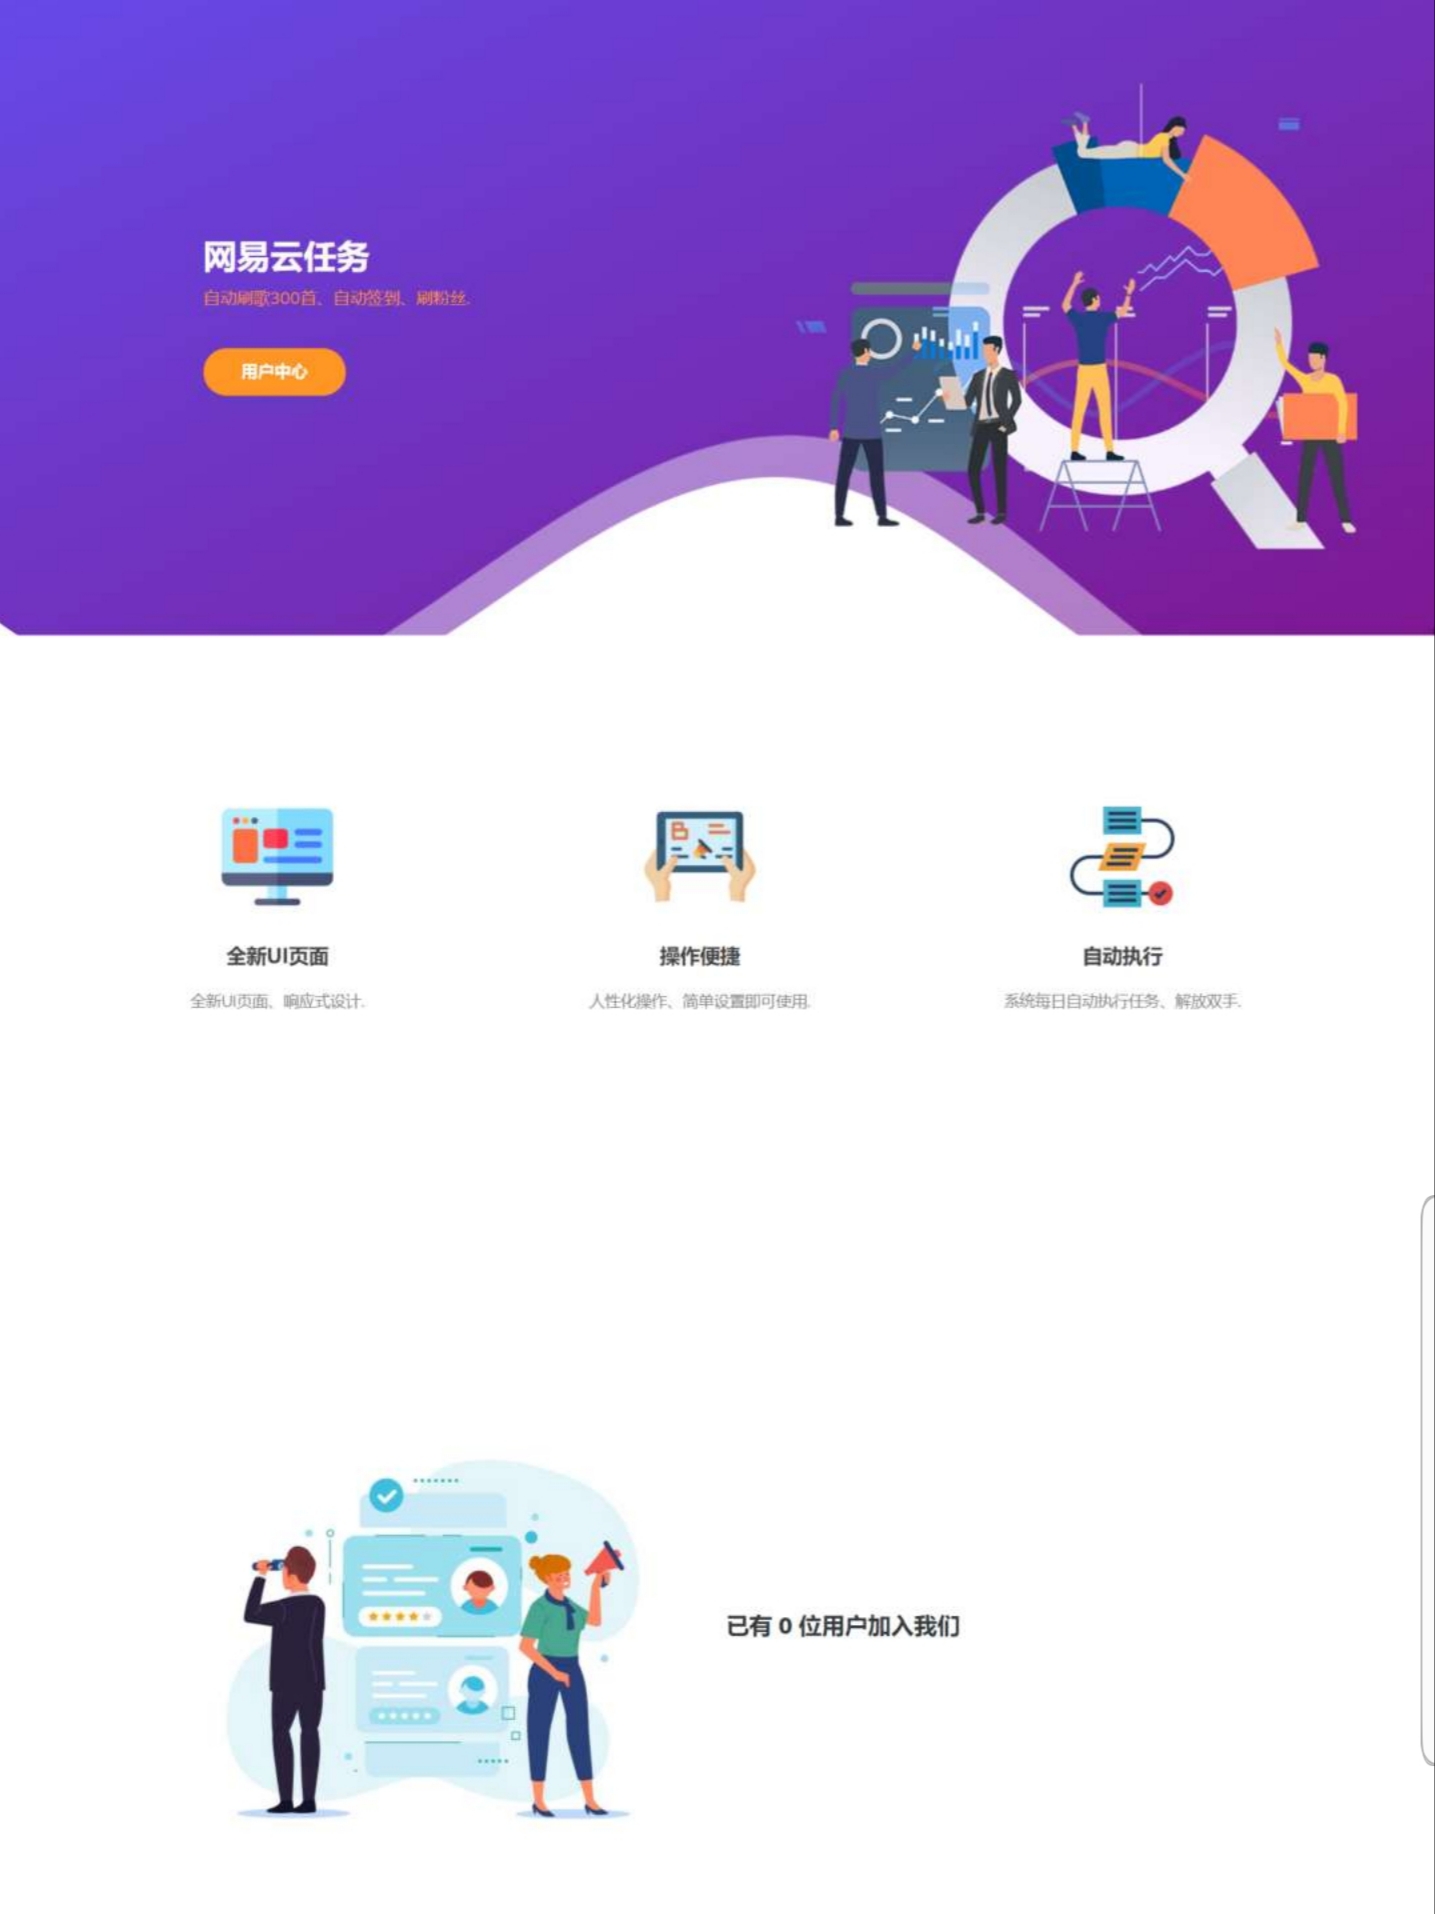 网易云任务
自动刷歌300首、自动签到、刷粉丝.
用户中心
全新UI页面
操作便捷
自动执行
全新UI页面、响应式设计.
人性化操作、简单设置即可使用.
系统每日自动执行任务、解放双手.
已有 0 位用户加入我们